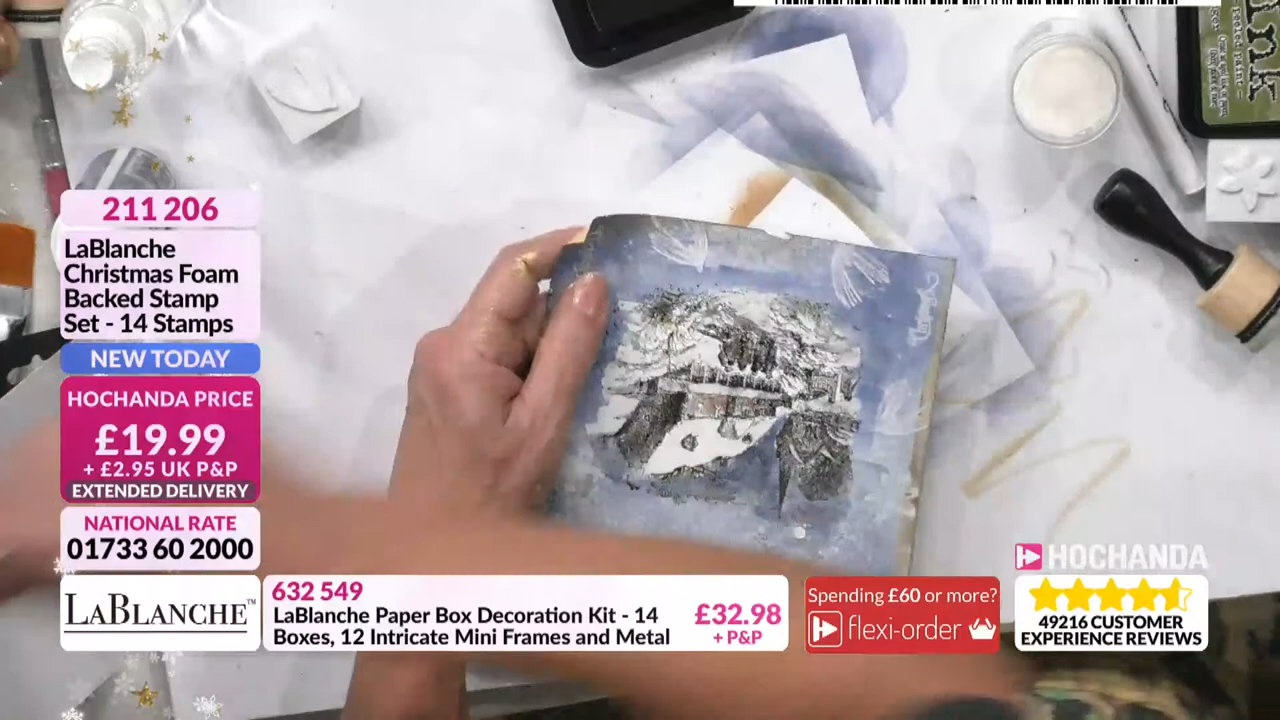 211 206
LaBlanche
Christmas Foam
Backed Stamp
Set - 14 Stamps
NEW TODAY
HOCHANDA PRICE
£19.99
+ £2.95 UK P&P
EXTENDED DELIVERY
NATIONAL RATE
01733 60 2000
LABLANCHE™
632 549
LaBlanche Paper Box Decoration Kit - 14
Boxes, 12 Intricate Mini Frames and Metal
£32.98
+ P&P
Spending £60 or more?
flexi-order
HOCHANDA
49216 CUSTOMER
EXPERIENCE REVIEWS
ink